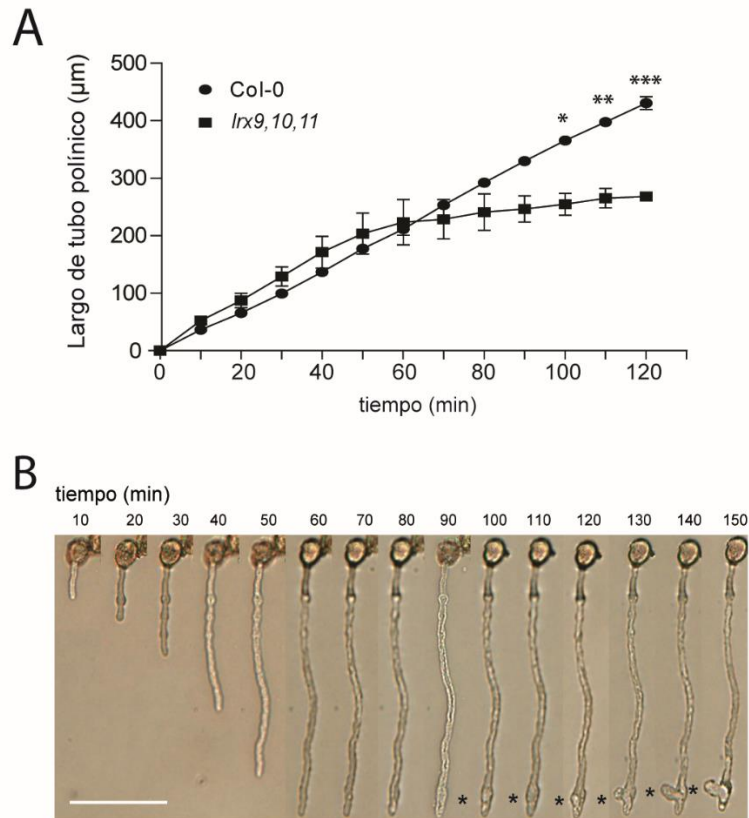 A
Largo de tubo polínico (μm)
500
400
300
200
100
0
Col-0
lrx9,10,11
*
**
***
0 20 40 60 80 100 120
tiempo (min)
B
tiempo (min)
10 20 30 40 50 60 70 80 90 100 110 120 130 140 150
* * * * * *